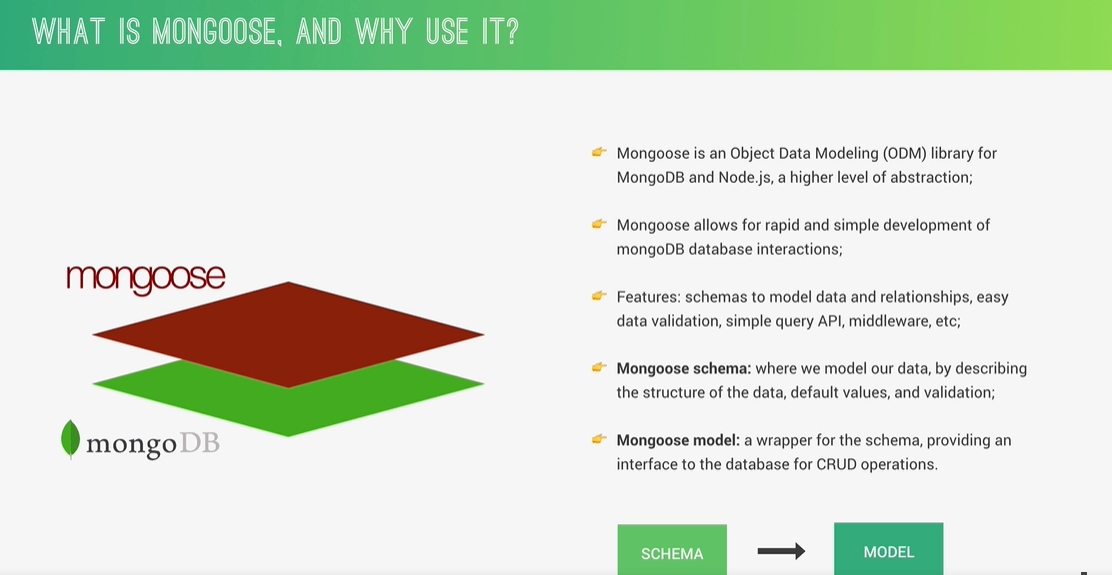 WHAT IS MONGOOSE, AND WHY USE IT?
Mongoose is an Object Data Modeling (ODM) library for
MongoDB and Node.js, a higher level of abstraction;
Mongoose allows for rapid and simple development of
mongoDB database interactions;
Features: schemas to model data and relationships, easy
data validation, simple query API, middleware, etc;
Mongoose schema: where we model our data, by describing
the structure of the data, default values, and validation;
Mongoose model: a wrapper for the schema, providing an
interface to the database for CRUD operations.
mongoose
mongoDB
SCHEMA
MODEL